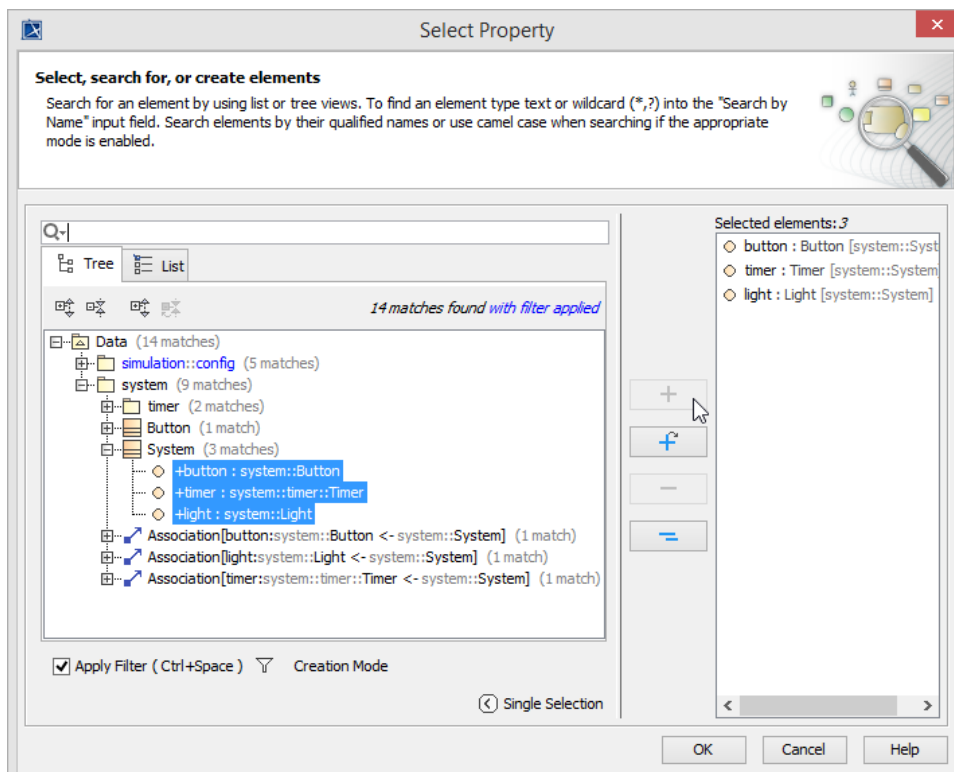 Select Property
Select, search for, or create elements
Search for an element by using list or tree views. To find an element type text or wildcard (*,?) into the "Search by
Name" input field. Search elements by their qualified names or use camel case when searching if the appropriate
mode is enabled.
Selected elements: 3
Tree
List
14 matches found with filter applied
Data (14 matches)
simulation::config (5 matches)
system (9 matches)
timer (2 matches)
Button (1 match)
System (3 matches)
+button : system::Button
+timer : system::timer::Timer
+light : system::Light
Association[button:system::Button <- system::System] (1 match)
Association[light:system::Light <- system::System] (1 match)
Association[timer:system::timer::Timer <- system::System] (1 match)
button : Button [system::Syst
timer : Timer [system::System
light : Light [system::System]
Apply Filter ( Ctrl+Space )
Creation Mode
Single Selection
OK
Cancel
Help